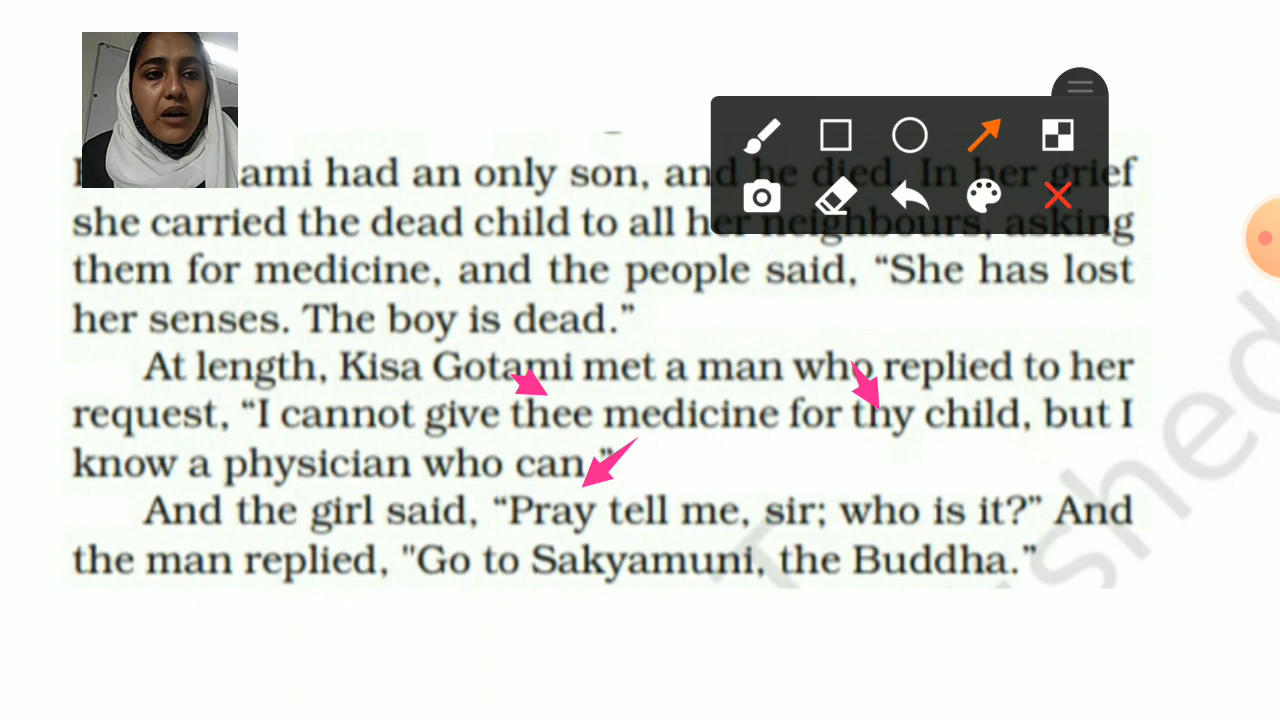 ami had an only son, and he died. In her grief
she carried the dead child to all her neighbours, asking
them for medicine, and the people said, “She has lost
her senses. The boy is dead.”
At length, Kisa Gotami met a man who replied to her
request, “I cannot give thee medicine for thy child, but I
know a physician who can.”
And the girl said, “Pray tell me, sir; who is it?” And
the man replied, "Go to Sakyamuni, the Buddha.”